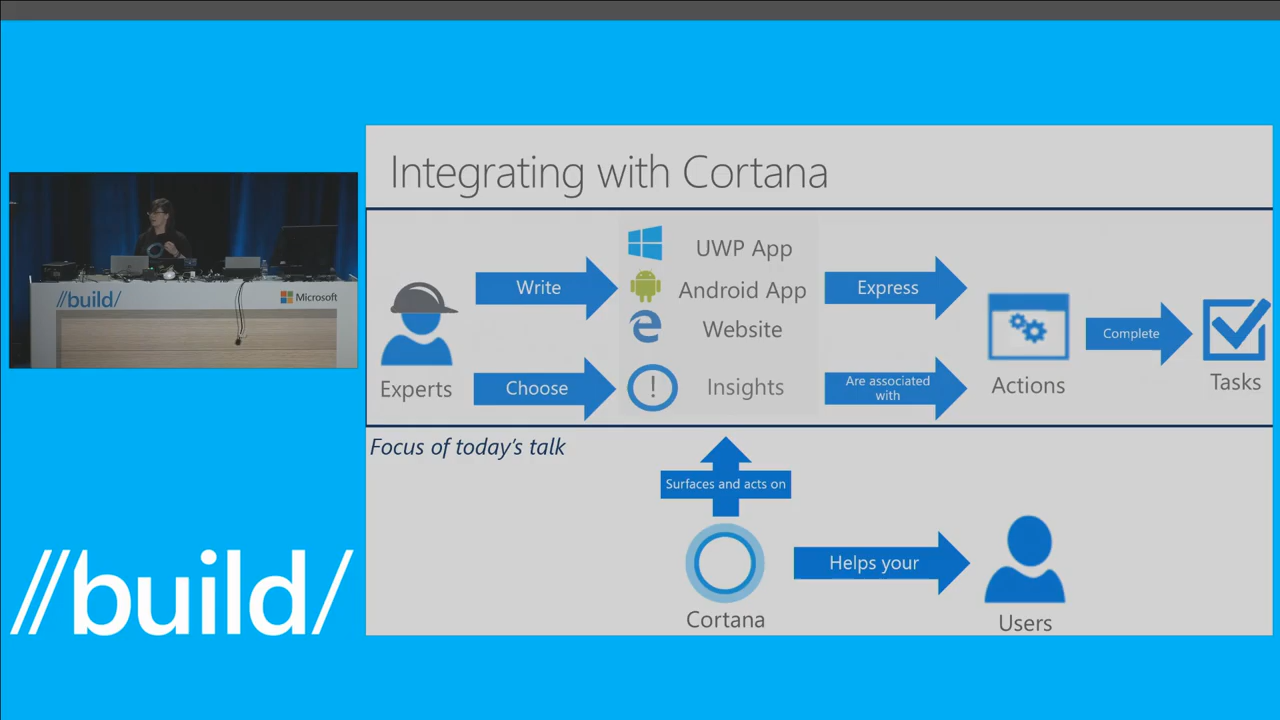 Integrating with Cortana
Write
UWP App
Android App
Website
Express
Experts
Choose
Insights
Are associated
with
Actions
Complete
Tasks
Focus of today's talk
Surfaces and acts on
Cortana
Helps your
Users
//build/
Microsoft
//build/